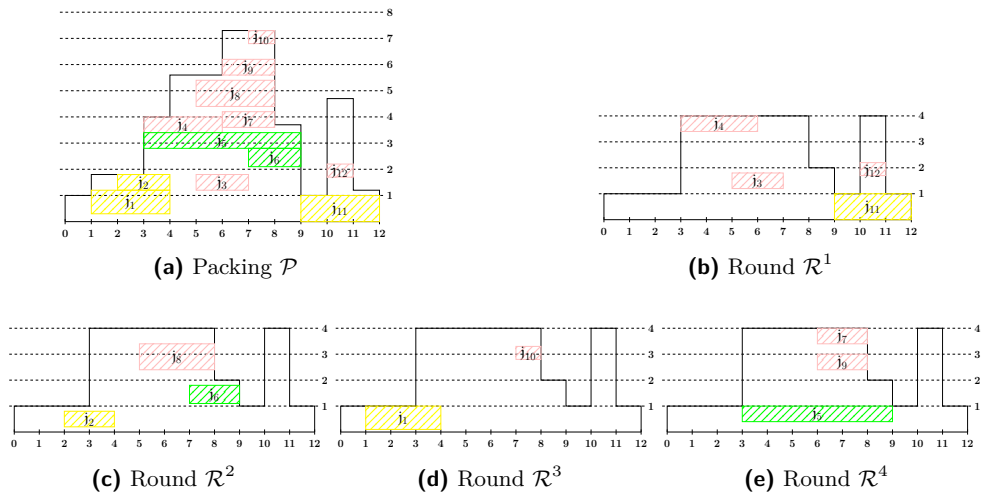 8
7
j10
6
j9
5
j8
4
j4
j7
j5
3
j6
2
j2
j3
j12
1
j1
j11
0 1 2 3 4 5 6 7 8 9 10 11 12
(a) Packing 𝒫
4
j4
3
2
j3
j12
1
j11
0 1 2 3 4 5 6 7 8 9 10 11 12
(b) Round ℛ¹
4
3
j8
2
j6
1
j2
0 1 2 3 4 5 6 7 8 9 10 11 12
(c) Round ℛ²
4
3
j10
2
1
j1
0 1 2 3 4 5 6 7 8 9 10 11 12
(d) Round ℛ³
4
j7
3
j9
2
1
j5
0 1 2 3 4 5 6 7 8 9 10 11 12
(e) Round ℛ⁴